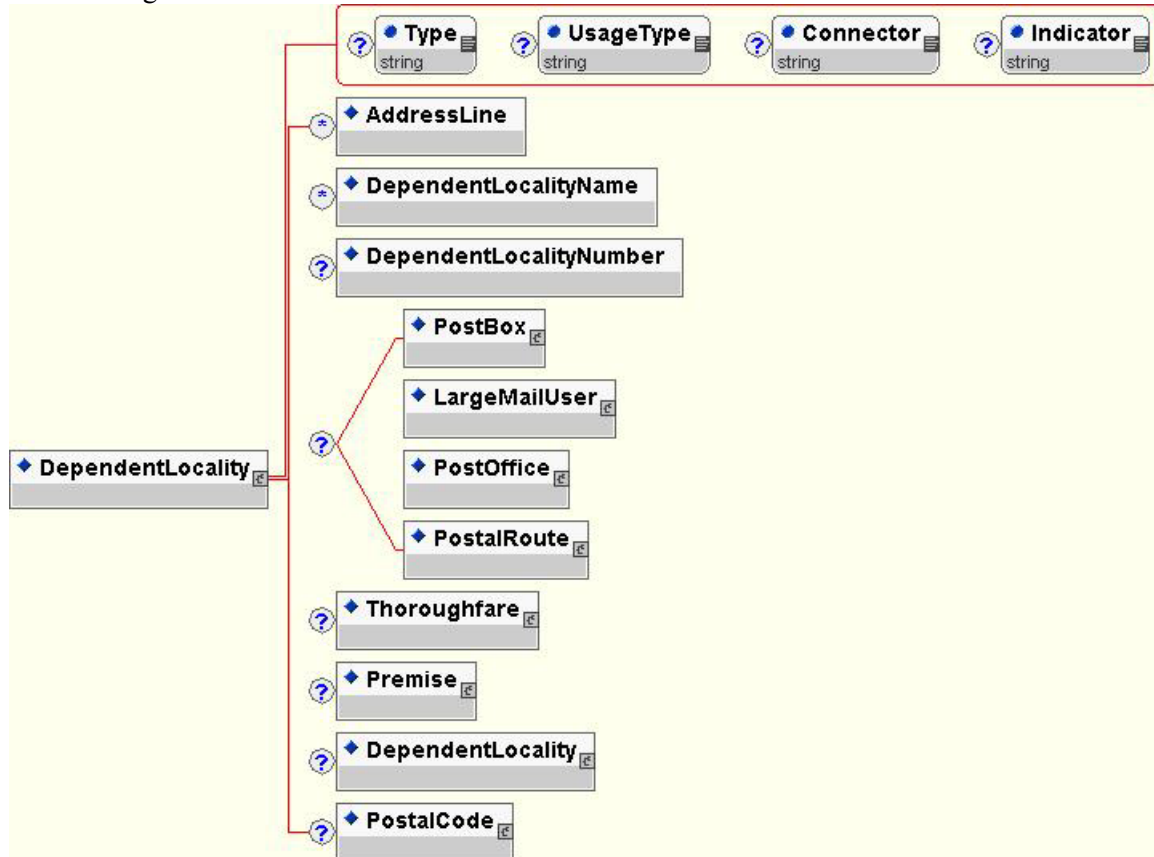 ? Type ? UsageType ? Connector ? Indicator
string string string string
* AddressLine
* DependentLocalityName
? DependentLocalityNumber
PostBox
LargeMailUser
?
DependentLocality
PostOffice
PostalRoute
? Thoroughfare
? Premise
? DependentLocality
? PostalCode